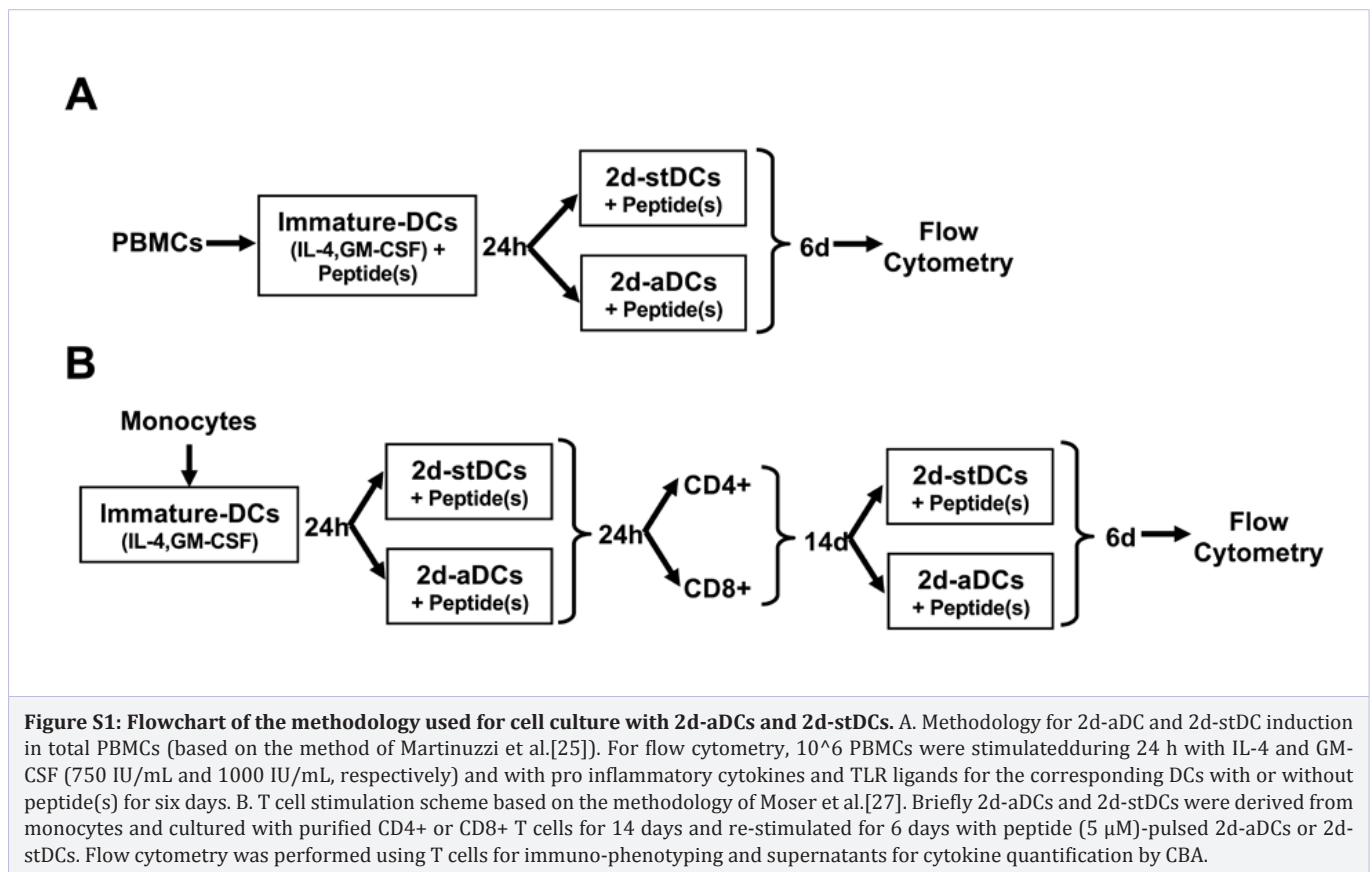 A
PBMCs
Immature-DCs
(IL-4,GM-CSF) +
Peptide(s)
24h
2d-stDCs
+ Peptide(s)
2d-aDCs
+ Peptide(s)
6d
Flow
Cytometry
B
Monocytes
Immature-DCs
(IL-4,GM-CSF)
24h
2d-stDCs
+ Peptide(s)
2d-aDCs
+ Peptide(s)
24h
CD4+
CD8+
14d
2d-stDCs
+ Peptide(s)
2d-aDCs
+ Peptide(s)
6d
Flow
Cytometry
Figure S1: Flowchart of the methodology used for cell culture with 2d-aDCs and 2d-stDCs. A. Methodology for 2d-aDC and 2d-stDC induction
in total PBMCs (based on the method of Martinuzzi et al.[25]). For flow cytometry, 10^6 PBMCs were stimulatedduring 24 h with IL-4 and GM-
CSF (750 IU/mL and 1000 IU/mL, respectively) and with pro inflammatory cytokines and TLR ligands for the corresponding DCs with or without
peptide(s) for six days. B. T cell stimulation scheme based on the methodology of Moser et al.[27]. Briefly 2d-aDCs and 2d-stDCs were derived from
monocytes and cultured with purified CD4+ or CD8+ T cells for 14 days and re-stimulated for 6 days with peptide (5 μM)-pulsed 2d-aDCs or 2d-
stDCs. Flow cytometry was performed using T cells for immuno-phenotyping and supernatants for cytokine quantification by CBA.